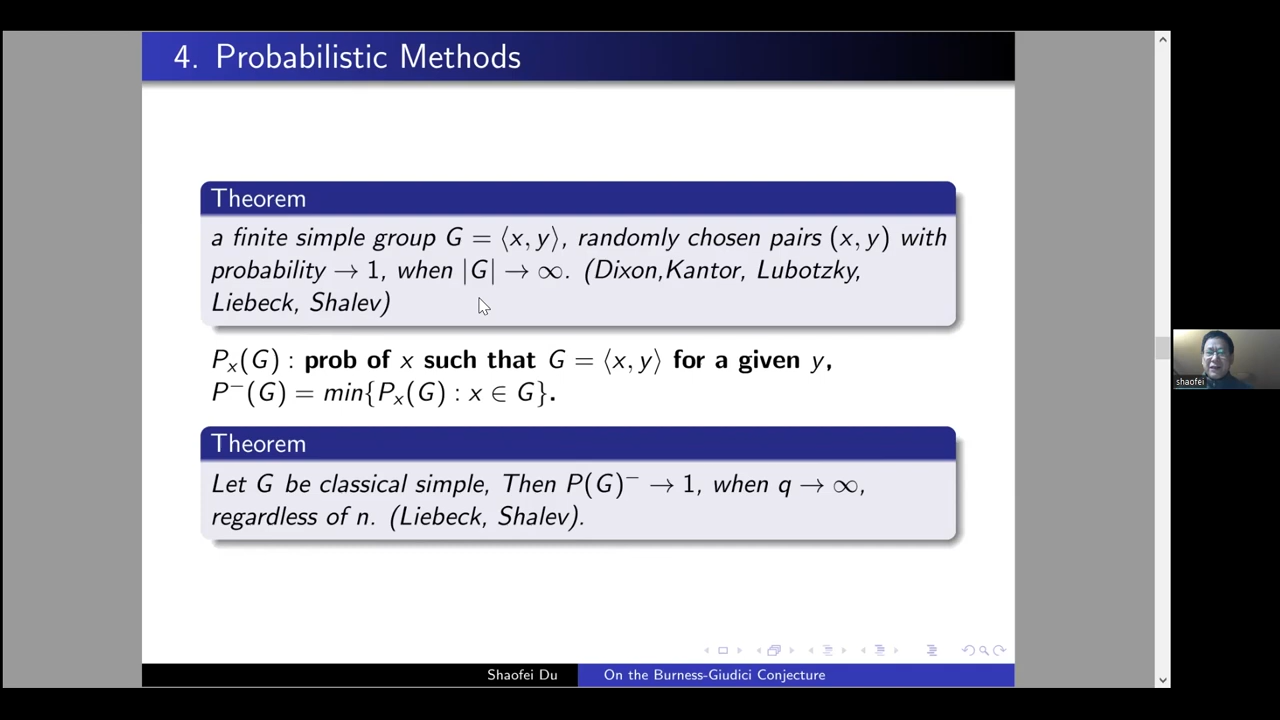 4. Probabilistic Methods
Theorem
a finite simple group G = ⟨x, y⟩, randomly chosen pairs (x, y) with
probability → 1, when |G| → ∞. (Dixon,Kantor, Lubotzky,
Liebeck, Shalev)
Pₓ(G) : prob of x such that G = ⟨x, y⟩ for a given y,
P⁻(G) = min{Pₓ(G) : x ∈ G}.
Theorem
Let G be classical simple, Then P(G)⁻ → 1, when q → ∞,
regardless of n. (Liebeck, Shalev).
shaofei
Shaofei Du
On the Burness-Giudici Conjecture